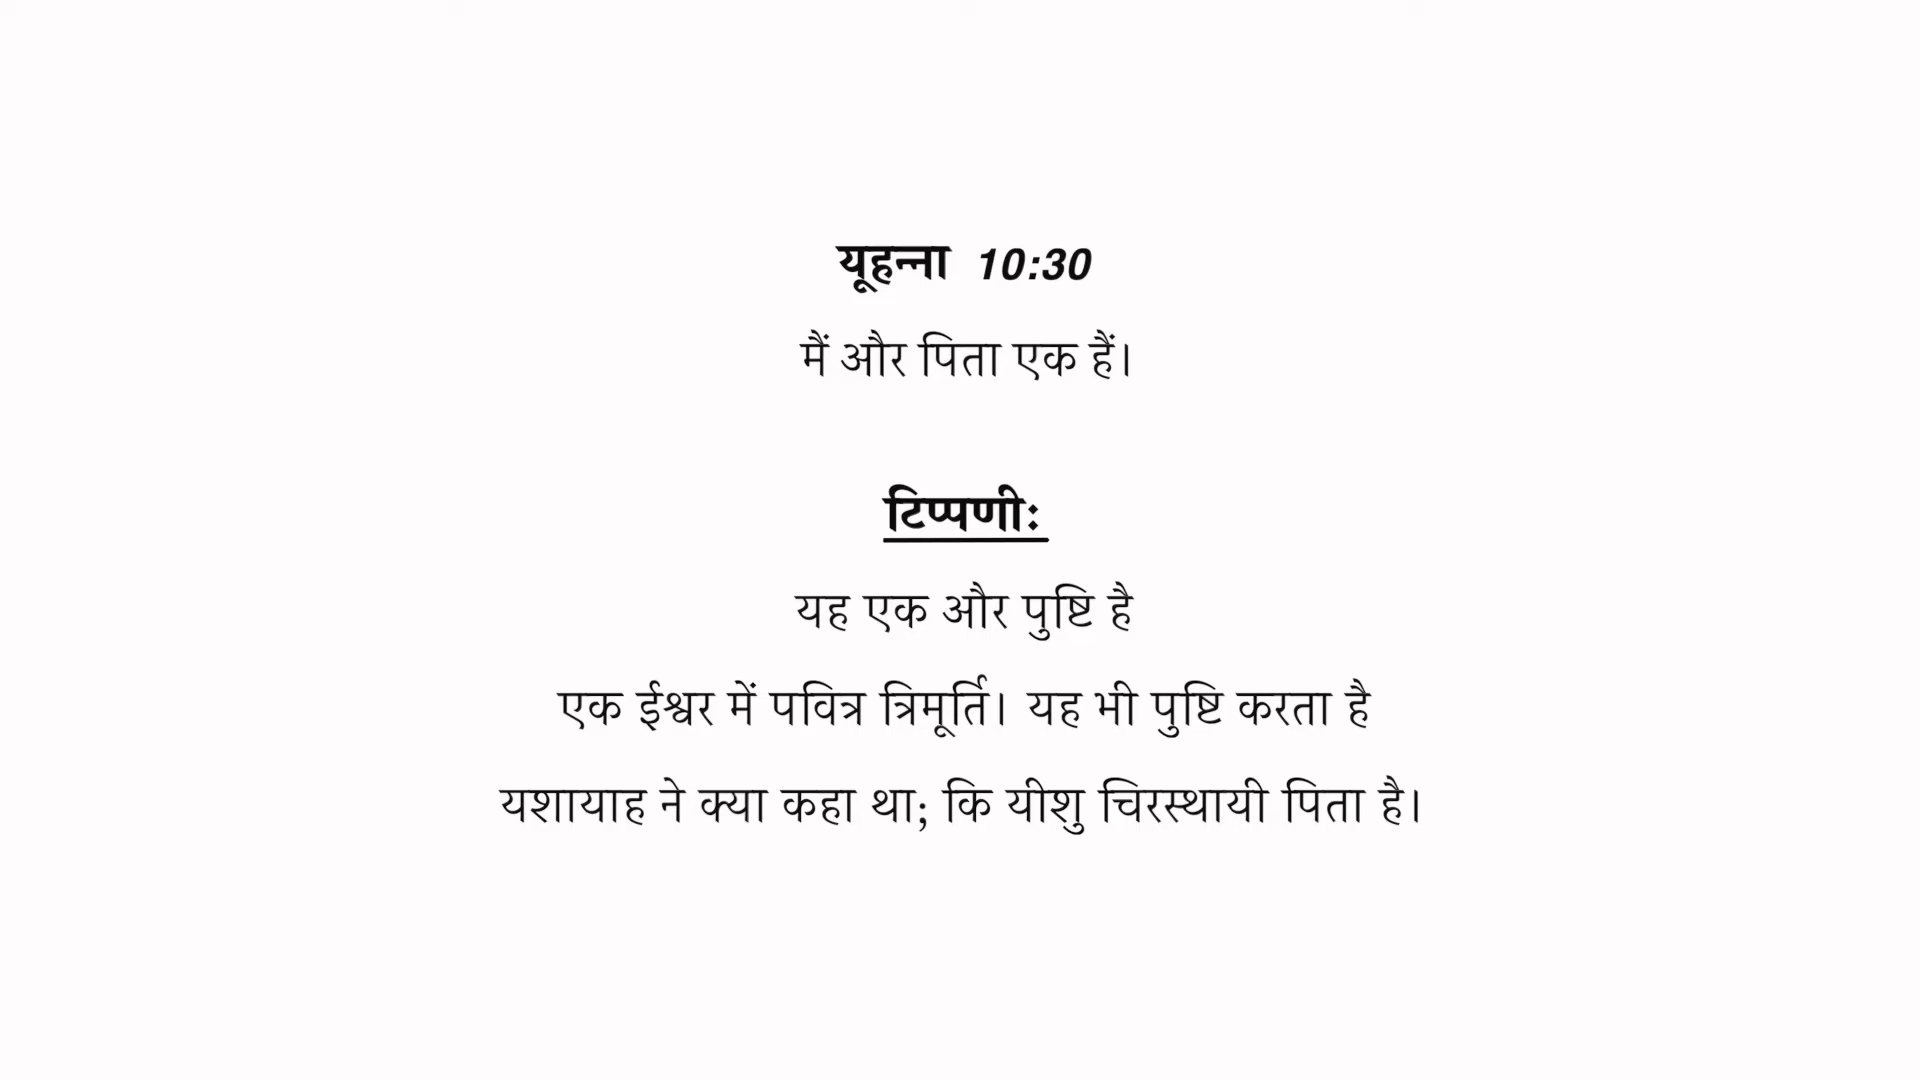 यूहन्ना 10:30
मैं और पिता एक हैं।
टिप्पणीः
यह एक और पुष्टि है
एक ईश्वर में पवित्र त्रिमूर्ति। यह भी पुष्टि करता है
यशायाह ने क्या कहा था; कि यीशु चिरस्थायी पिता है।